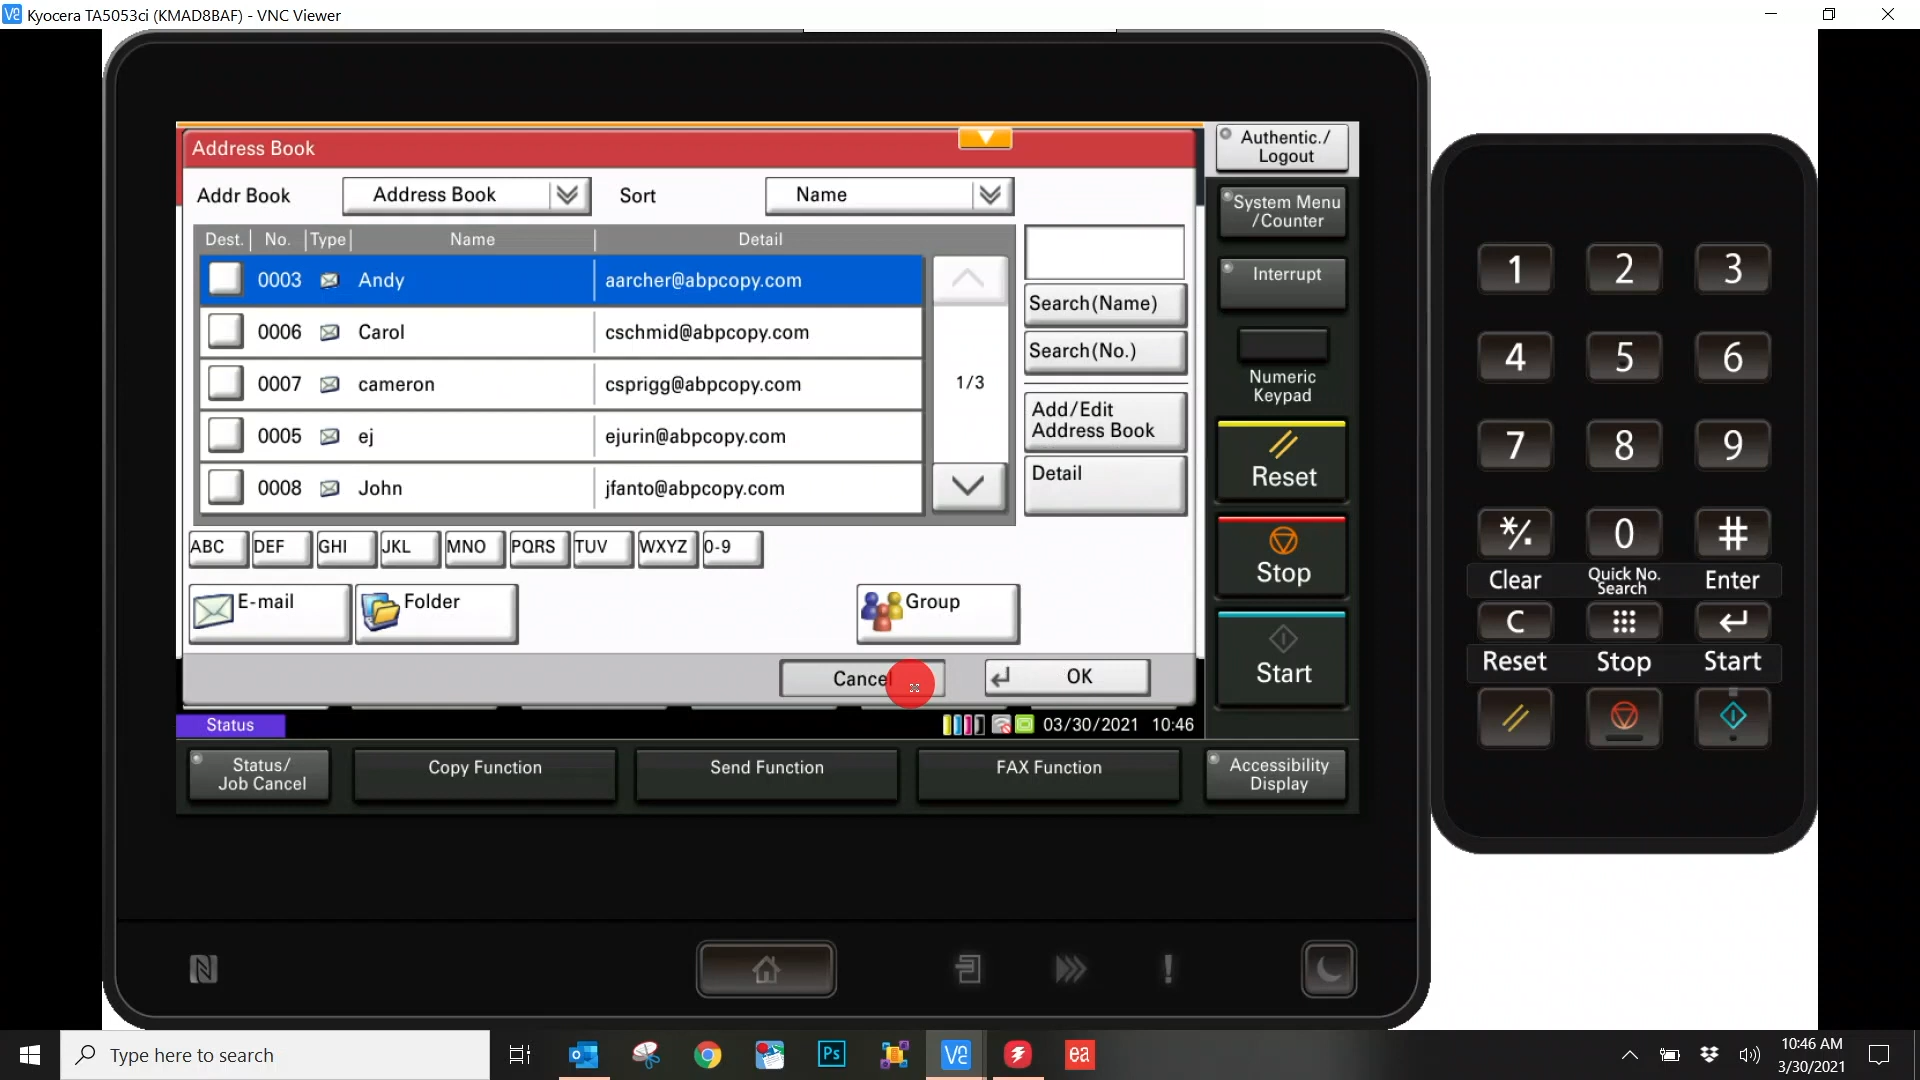 Kyocera TA5053ci (KMAD8BAF) - VNC Viewer
Address Book
Addr Book
Address Book
Sort
Name
Dest. No. Type Name Detail
0003 Andy aarcher@abpcopy.com
0006 Carol cschmid@abpcopy.com
0007 cameron csprigg@abpcopy.com
0005 ej ejurin@abpcopy.com
0008 John jfanto@abpcopy.com
1/3
Search(Name)
Search(No.)
Add/Edit
Address Book
Detail
ABC DEF GHI JKL MNO PQRS TUV WXYZ 0-9
E-mail
Folder
Group
Cancel
OK
Status
03/30/2021 10:46
Status/
Job Cancel
Copy Function
Send Function
FAX Function
Accessibility
Display
Authentic./
Logout
System Menu
/Counter
Interrupt
Numeric
Keypad
Reset
Stop
Start
1 2 3
4 5 6
7 8 9
*/. 0 #
Clear
Quick No.
Search
Enter
C
Reset Stop Start
Type here to search
Ps
ea
10:46 AM
3/30/2021